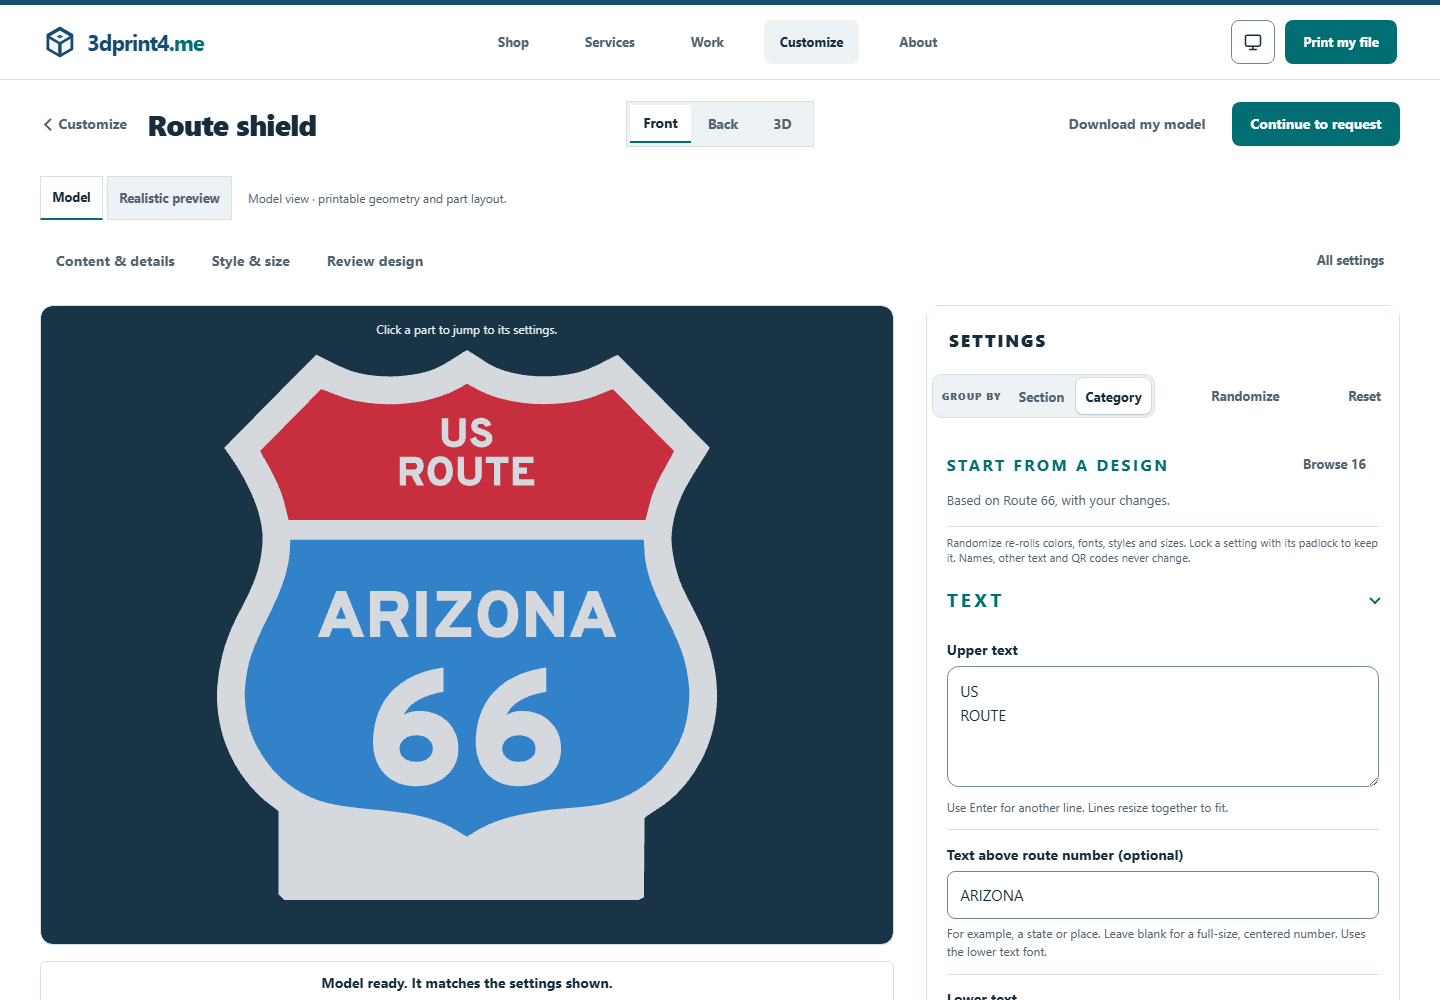 3dprint4.me
Shop
Services
Work
Customize
About
Print my file
Customize
Route shield
Front
Back
3D
Download my model
Continue to request
Model
Realistic preview
Model view · printable geometry and part layout.
Content & details
Style & size
Review design
All settings
Click a part to jump to its settings.
US
ROUTE
ARIZONA
66
Model ready. It matches the settings shown.
SETTINGS
GROUP BY
Section
Category
Randomize
Reset
START FROM A DESIGN
Browse 16
Based on Route 66, with your changes.
Randomize re-rolls colors, fonts, styles and sizes. Lock a setting with its padlock to keep
it. Names, other text and QR codes never change.
TEXT
Upper text
US
ROUTE
Use Enter for another line. Lines resize together to fit.
Text above route number (optional)
ARIZONA
For example, a state or place. Leave blank for a full-size, centered number. Uses
the lower text font.
Lower text